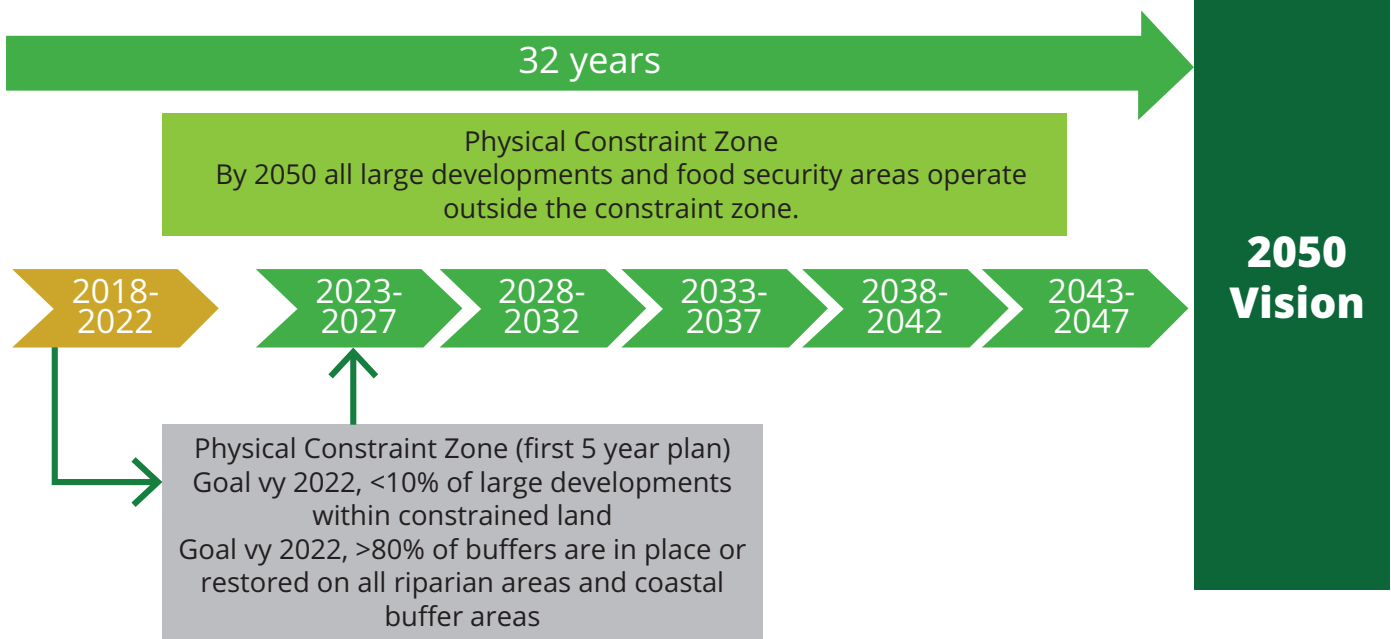 32 years
Physical Constraint Zone
By 2050 all large developments and food security areas operate
outside the constraint zone.
2018-
2022
2023-
2027
2028-
2032
2033-
2037
2038-
2042
2043-
2047
2050
Vision
Physical Constraint Zone (first 5 year plan)
Goal vy 2022, <10% of large developments
within constrained land
Goal vy 2022, >80% of buffers are in place or
restored on all riparian areas and coastal
buffer areas